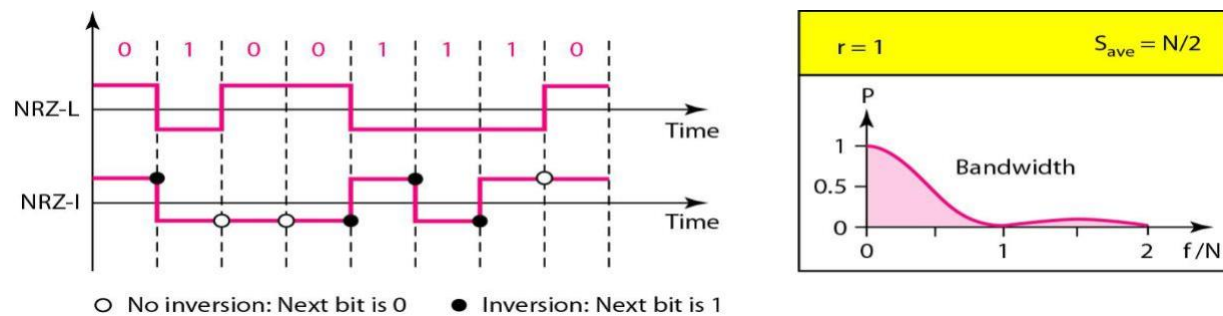 0 1 0 0 1 1 1 0
NRZ-L
Time
NRZ-I
Time
○ No inversion: Next bit is 0 ● Inversion: Next bit is 1
r = 1 Save = N/2
P
1
Bandwidth
0.5
0
0 1 2 f/N